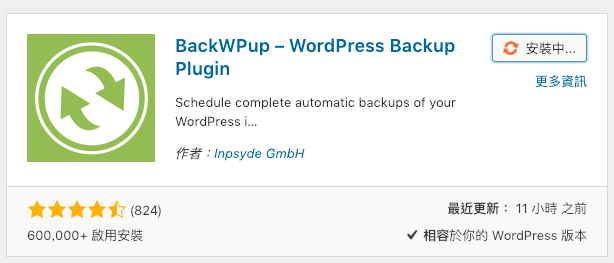 BackWPup – WordPress Backup
Plugin
安裝中...
更多資訊
Schedule complete automatic backups of your
WordPress i...
作者：Inpsyde GmbH
(824)
最近更新： 11 小時 之前
600,000+ 啟用安裝
相容於你的 WordPress 版本